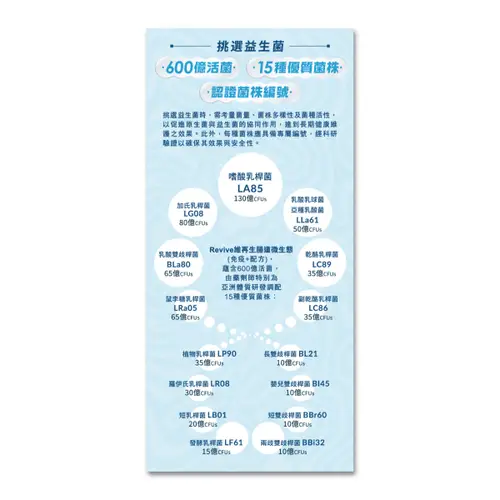 挑選益生菌
·600億活菌· ·15種優質菌株·
·認證菌株編號·
挑選益生菌時，需考量菌量、菌株多樣性及菌種活性，
以促進原生菌與益生菌的協同作用，達到長期健康維
護之效果。此外，每種菌株應具備專屬編號，經科研
驗證以確保其效果與安全性。
嗜酸乳桿菌
LA85
130億CFUs
加氏乳桿菌
LG08
80億CFUs
乳酸乳球菌
亞種乳酸菌
LLa61
50億CFUs
乳酸雙歧桿菌
BLa80
65億CFUs
Revive維再生腸道微生態
(免疫+配方)，
蘊含600億活菌，
由藥劑師特別為
亞洲體質研發調配
15種優質菌株：
乾酪乳桿菌
LC89
35億CFUs
鼠李糖乳桿菌
LRa05
65億CFUs
副乾酪乳桿菌
LC86
35億CFUs
植物乳桿菌 LP90
35億CFUs
長雙歧桿菌 BL21
10億CFUs
羅伊氏乳桿菌 LR08
30億CFUs
嬰兒雙歧桿菌 BI45
10億CFUs
短乳桿菌 LB01
20億CFUs
短雙歧桿菌 BBr60
10億CFUs
發酵乳桿菌 LF61
15億CFUs
兩歧雙歧桿菌 BBi32
10億CFUs